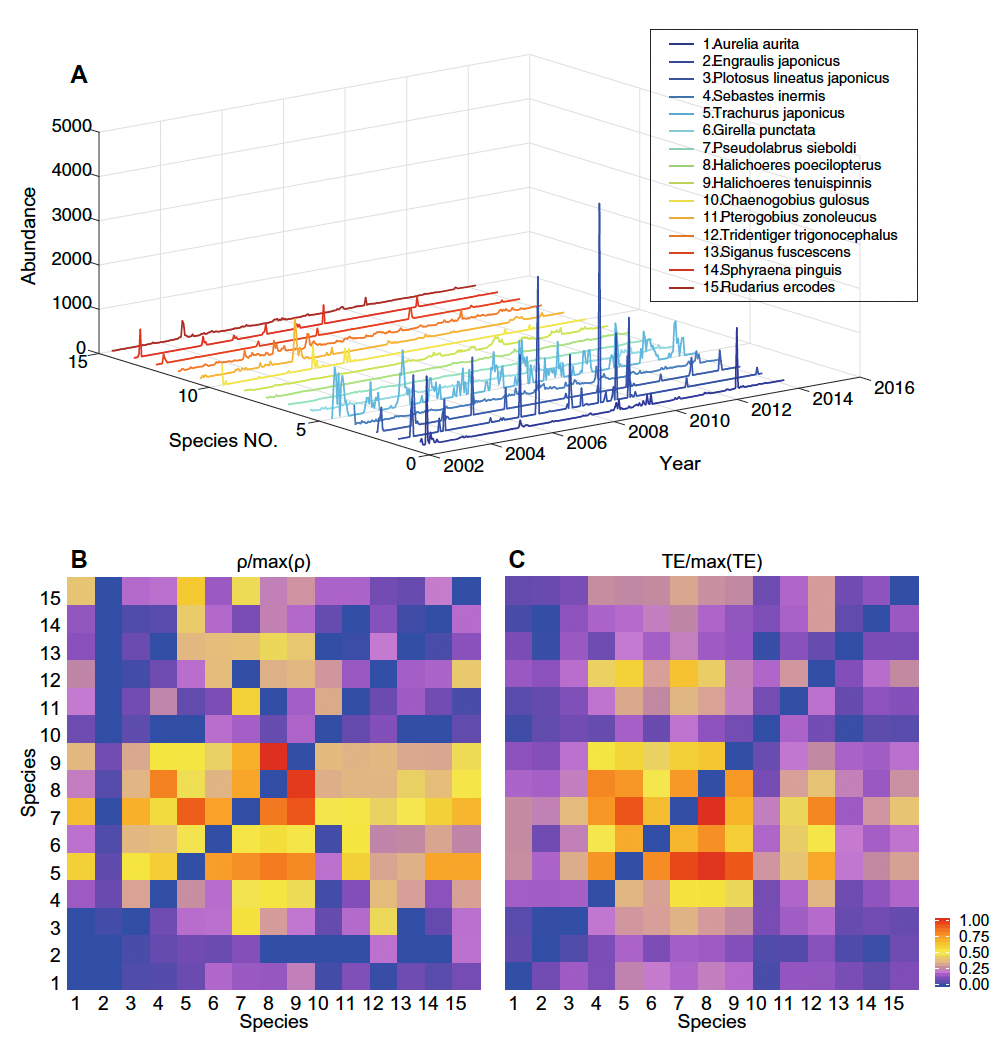 A
1.Aurelia aurita
2.Engraulis japonicus
3.Plotosus lineatus japonicus
4.Sebastes inermis
5.Trachurus japonicus
6.Girella punctata
7.Pseudolabrus sieboldi
8.Halichoeres poecilopterus
9.Halichoeres tenuispinnis
10.Chaenogobius gulosus
11.Pterogobius zonoleucus
12.Tridentiger trigonocephalus
13.Siganus fuscescens
14.Sphyraena pinguis
15.Rudarius ercodes
Abundance
5000
4000
3000
2000
1000
0
15
10
5
0
Species NO.
2002
2004
2006
2008
2010
2012
2014
2016
Year
B
ρ/max(ρ)
15
14
13
12
11
10
9
8
7
6
5
4
3
2
1
Species
1 2 3 4 5 6 7 8 9 10 11 12 13 14 15
Species
C
TE/max(TE)
1 2 3 4 5 6 7 8 9 10 11 12 13 14 15
Species
1.00
0.75
0.50
0.25
0.00